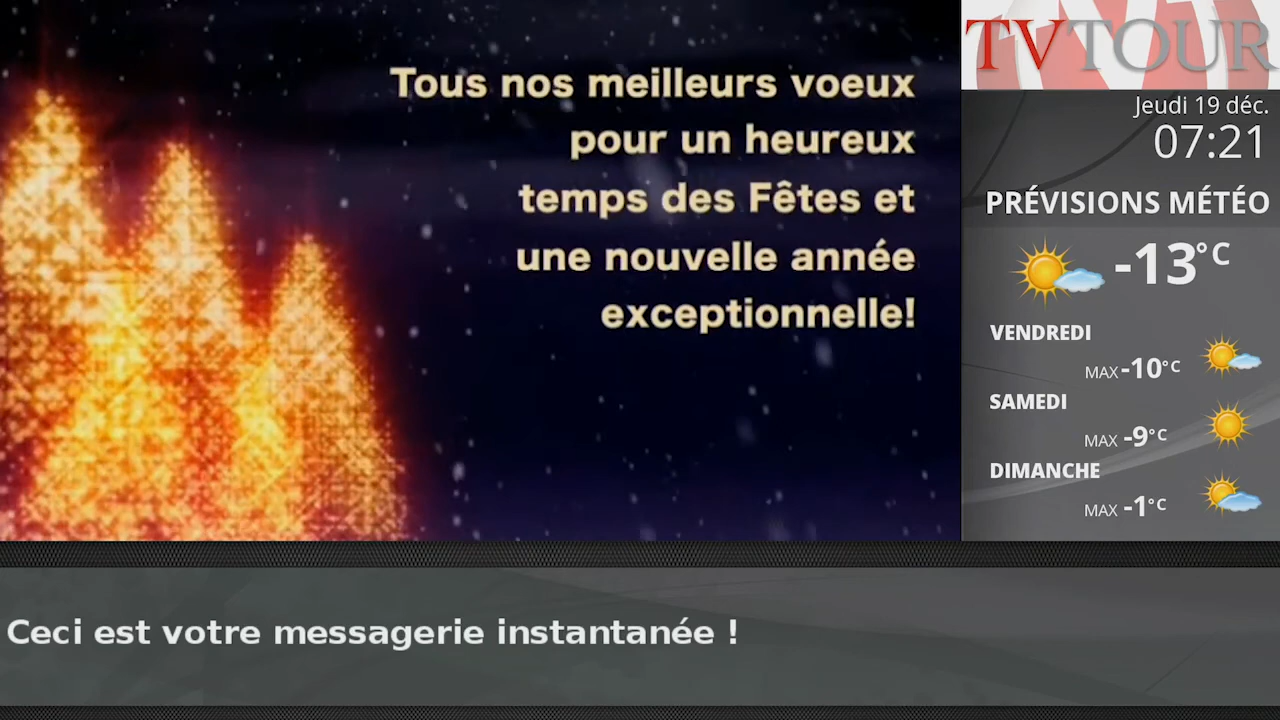 Tous nos meilleurs voeux
pour un heureux
temps des Fêtes et
une nouvelle année
exceptionnelle!
TVTOUR
Jeudi 19 déc.
07:21
PRÉVISIONS MÉTÉO
-13°C
VENDREDI
MAX -10°C
SAMEDI
MAX -9°C
DIMANCHE
MAX -1°C
Ceci est votre messagerie instantanée !